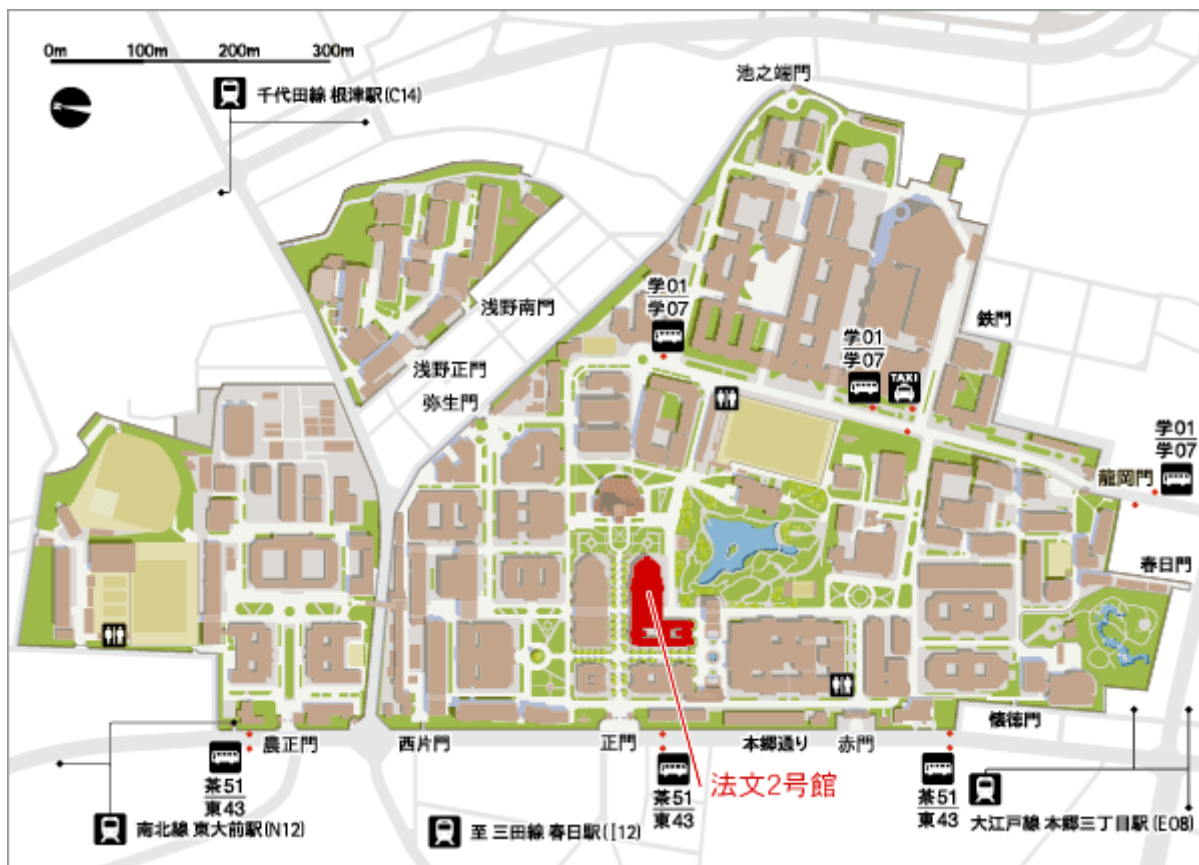 0m 100m 200m 300m
千代田線 根津駅(C14)
池之端門
浅野南門
学01
学07
鉄門
学01
学07
TAXI
浅野正門
弥生門
学01
学07
龍岡門
春日門
懐徳門
農正門
西片門
正門
本郷通り
赤門
茶51
東43
茶51
東43
法文2号館
茶51
東43
南北線 東大前駅(N12)
至 三田線 春日駅([12)
大江戸線 本郷三丁目駅(E08)